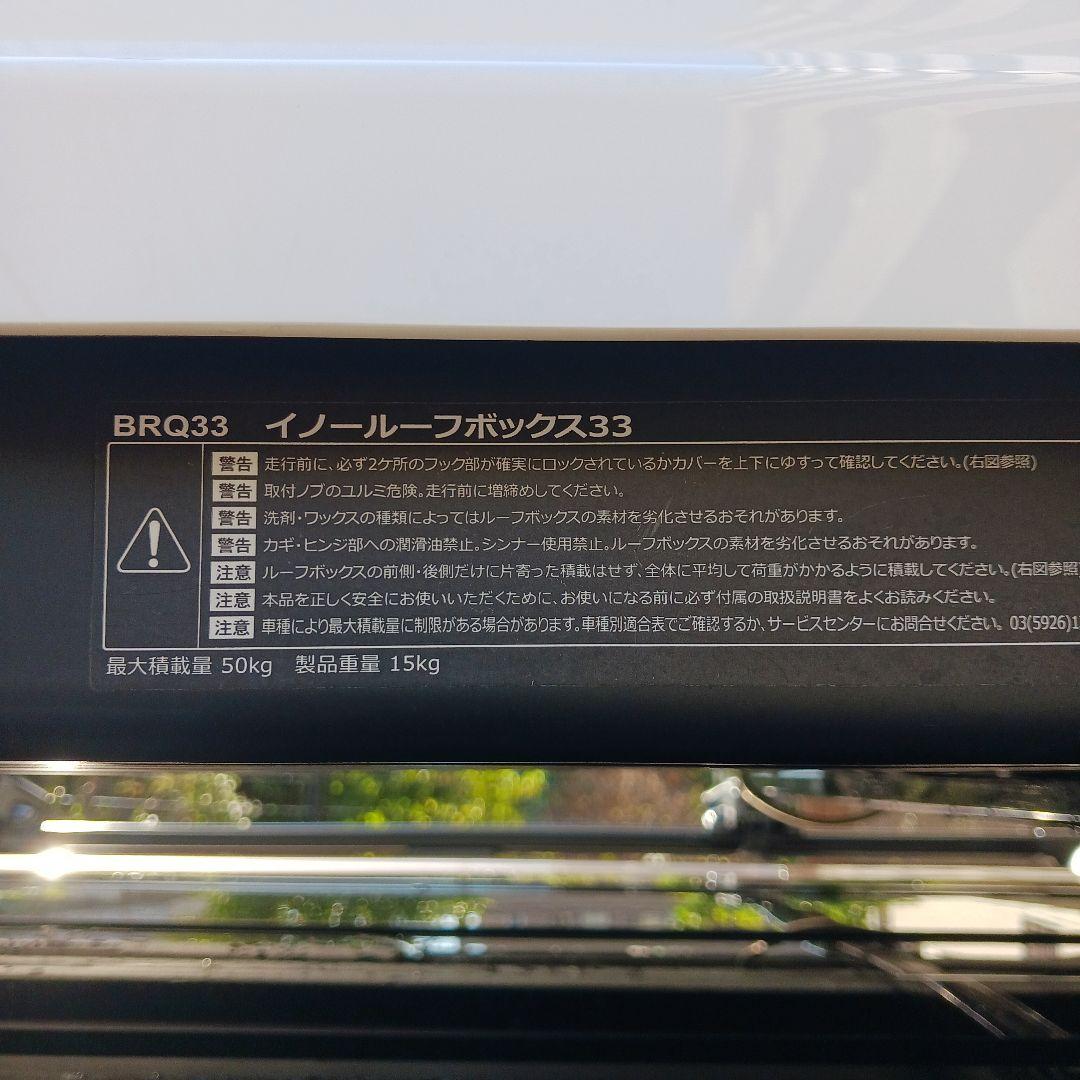 BRQ33 イノールーフボックス33
警告 走行前に、必ず2ケ所のフック部が確実にロックされているかカバーを上下にゆすって確認してください。(右図参照)
警告 取付ノブのユルミ危険。走行前に増締めしてください。
警告 洗剤・ワックスの種類によってはルーフボックスの素材を劣化させるおそれがあります。
警告 カギ・ヒンジ部への潤滑油禁止。シンナー使用禁止。ルーフボックスの素材を劣化させるおそれがあります。
注意 ルーフボックスの前側・後側だけに片寄った積載はせず、全体に平均して荷重がかかるように積載してください。(右図参照
注意 本品を正しく安全にお使いいただくために、お使いになる前に必ず付属の取扱説明書をよくお読みください。
注意 車種により最大積載量に制限がある場合があります。車種別適合表でご確認するか、サービスセンターにお問合せください。 03(5926)1
最大積載量 50kg 製品重量 15kg